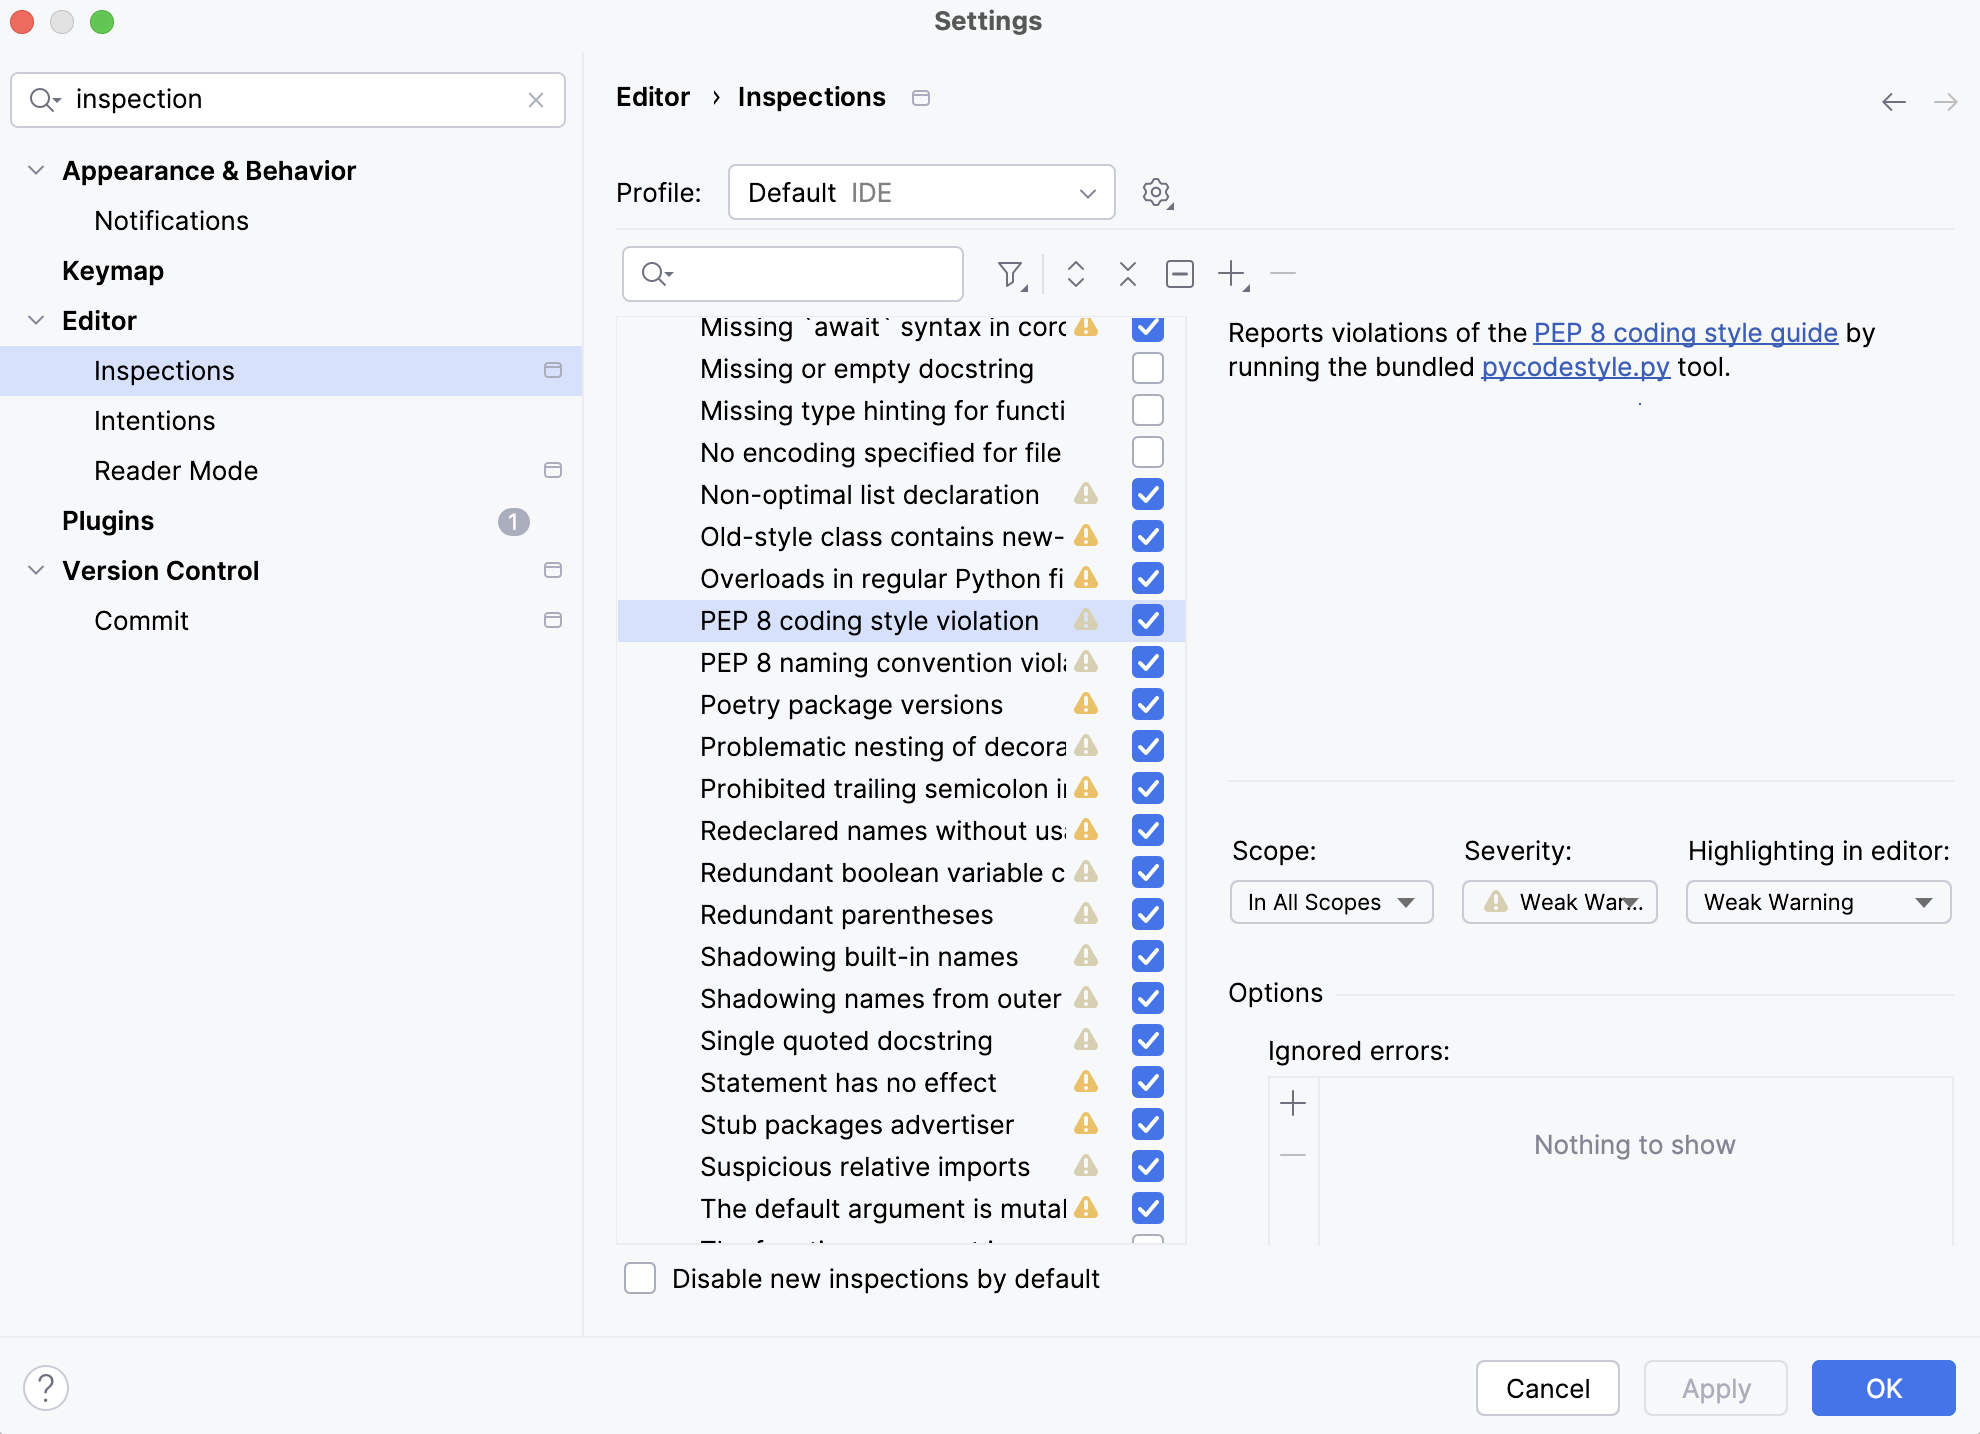 Settings
inspection
Appearance & Behavior
Notifications
Keymap
Editor
Inspections
Intentions
Reader Mode
Plugins
1
Version Control
Commit
Editor › Inspections
Profile:
Default IDE
Missing `await` syntax in corc
Missing or empty docstring
Missing type hinting for functi
No encoding specified for file
Non-optimal list declaration
Old-style class contains new-
Overloads in regular Python fi
PEP 8 coding style violation
PEP 8 naming convention viola
Poetry package versions
Problematic nesting of decora
Prohibited trailing semicolon i
Redeclared names without usa
Redundant boolean variable c
Redundant parentheses
Shadowing built-in names
Shadowing names from outer
Single quoted docstring
Statement has no effect
Stub packages advertiser
Suspicious relative imports
The default argument is mutal
Disable new inspections by default
Reports violations of the PEP 8 coding style guide by
running the bundled pycodestyle.py tool.
Scope:
Severity:
Highlighting in editor:
In All Scopes
Weak War...
Weak Warning
Options
Ignored errors:
Nothing to show
?
Cancel
Apply
OK